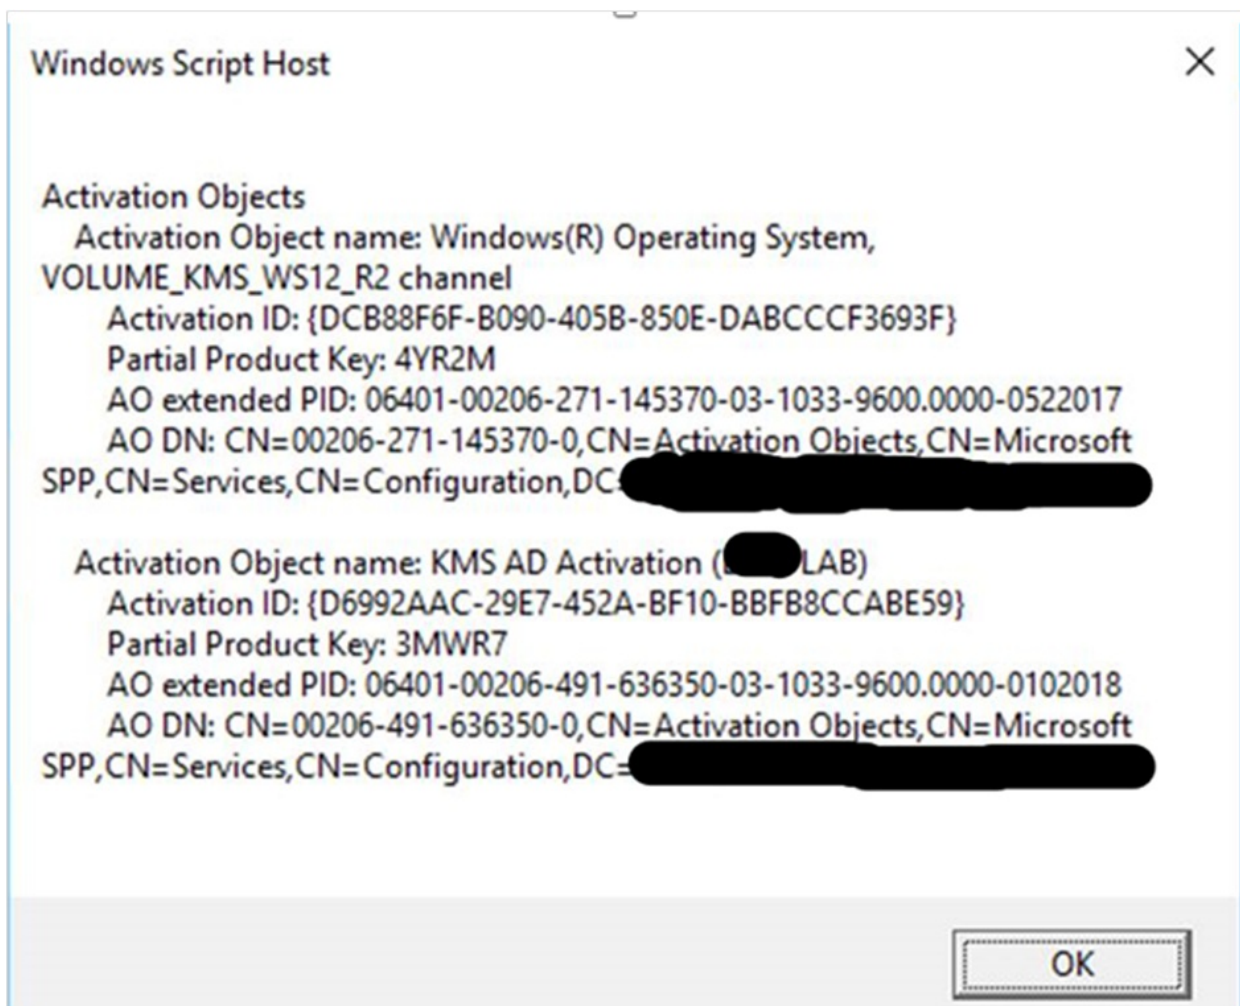 Windows Script Host
Activation Objects
Activation Object name: Windows(R) Operating System,
VOLUME_KMS_WS12_R2 channel
Activation ID: {DCB88F6F-B090-405B-850E-DABCCCF3693F}
Partial Product Key: 4YR2M
AO extended PID: 06401-00206-271-145370-03-1033-9600.0000-0522017
AO DN: CN=00206-271-145370-0,CN=Activation Objects,CN=Microsoft
SPP,CN=Services,CN=Configuration,DC
Activation Object name: KMS AD Activation ( LAB)
Activation ID: {D6992AAC-29E7-452A-BF10-BBFB8CCABE59}
Partial Product Key: 3MWR7
AO extended PID: 06401-00206-491-636350-03-1033-9600.0000-0102018
AO DN: CN=00206-491-636350-0,CN=Activation Objects,CN=Microsoft
SPP,CN=Services,CN=Configuration,DC=
OK